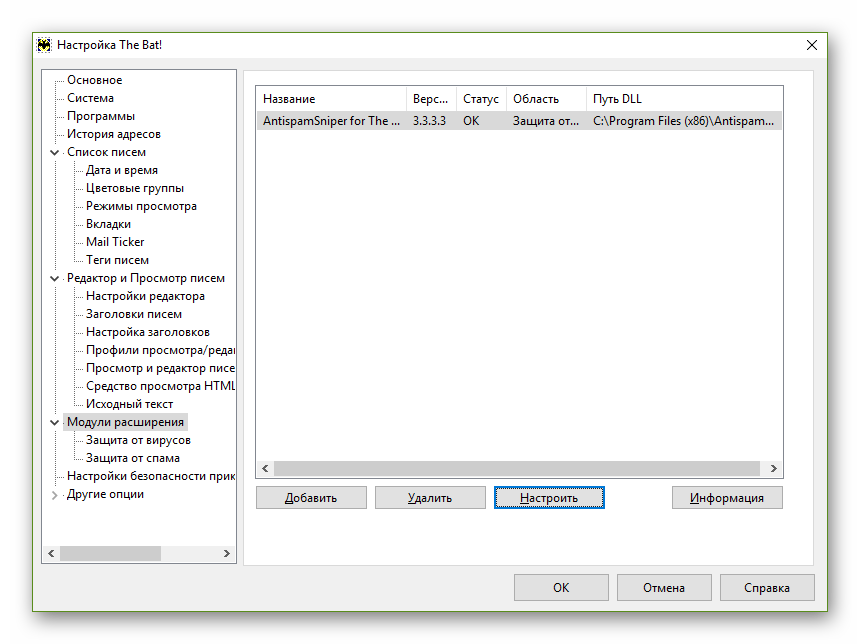 Настройка The Bat!
Основное
Система
Программы
История адресов
Список писем
Дата и время
Цветовые группы
Режимы просмотра
Вкладки
Mail Ticker
Теги писем
Редактор и Просмотр писем
Настройки редактора
Заголовки писем
Настройка заголовков
Профили просмотра/реда
Просмотр и редактор писе
Средство просмотра HTML
Исходный текст
Модули расширения
Защита от вирусов
Защита от спама
Настройки безопасности прик
Другие опции
Название Верс... Статус Область Путь DLL
AntispamSniper for The ... 3.3.3.3 OK Защита от... C:\Program Files (x86)\Antispam...
Добавить Удалить Настроить Информация
OK Отмена Справка